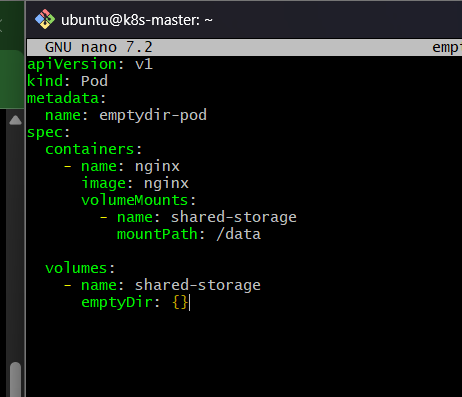 ubuntu@k8s-master: ~
GNU nano 7.2
apiVersion: v1
kind: Pod
metadata:
  name: emptydir-pod
spec:
  containers:
    - name: nginx
      image: nginx
      volumeMounts:
        - name: shared-storage
          mountPath: /data

  volumes:
    - name: shared-storage
      emptyDir: {}